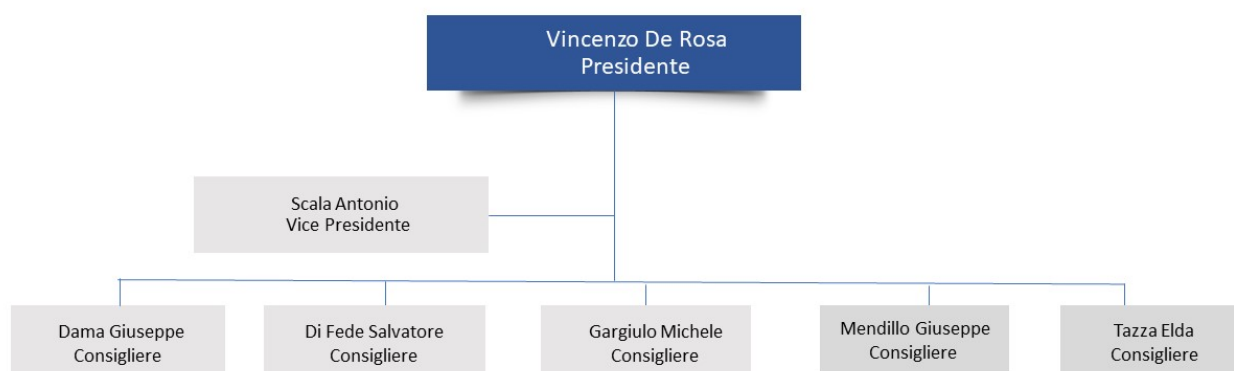 Vincenzo De Rosa
Presidente
Scala Antonio
Vice Presidente
Dama Giuseppe
Consigliere
Di Fede Salvatore
Consigliere
Gargiulo Michele
Consigliere
Mendillo Giuseppe
Consigliere
Tazza Elda
Consigliere